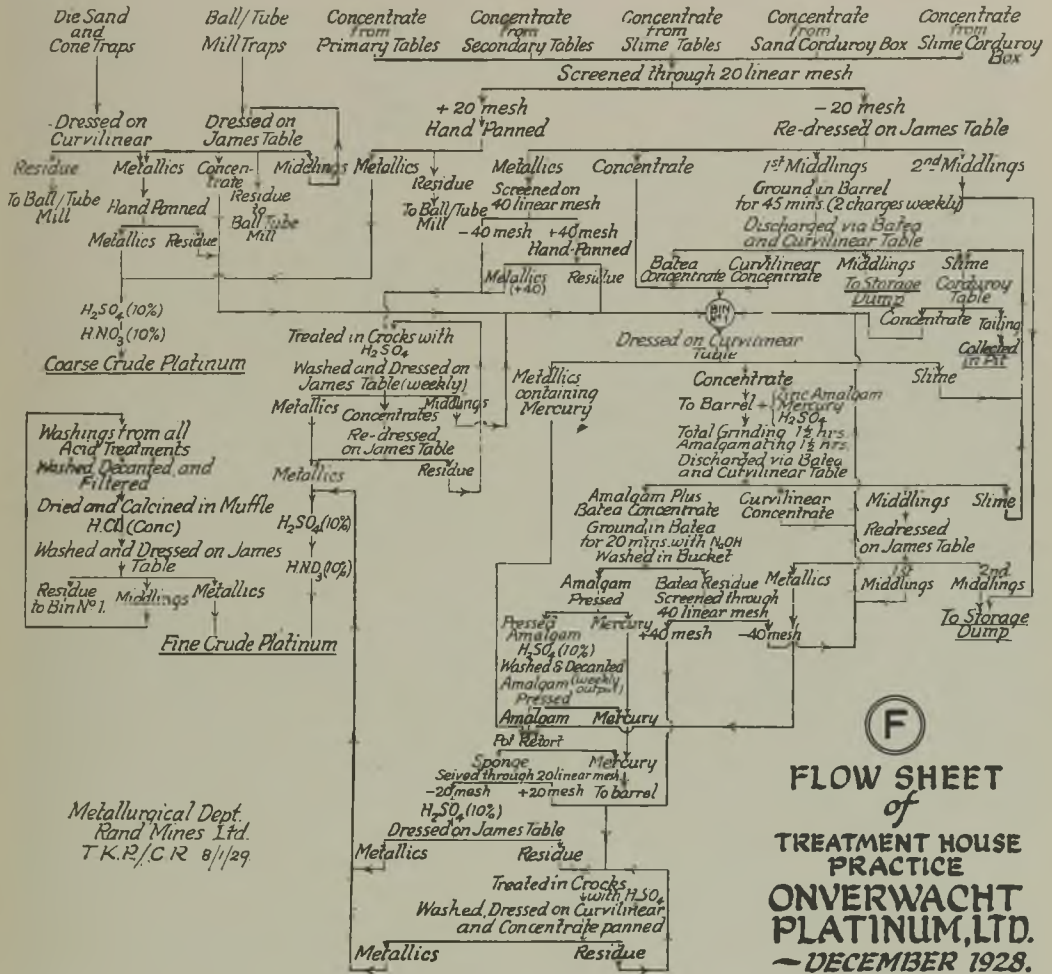 Die Sand
and
Cone Traps
Ball/Tube
Mill Traps
Concentrate
from
Primary Tables
Concentrate
from
Secondary Tables
Concentrate
from
Slime Tables
Concentrate
from
Sand Corduroy Box
Concentrate
from
Slime Corduroy
Box
Screened through 20 linear mesh
+20 mesh
Hand Panned
-20 mesh
Re-dressed on James Table
Dressed on
Curvilinear
Dressed on
James Table
Residue
To Ball/Tube
Mill
Metallics
Hand Panned
Metallics
Residue
Concen-
trate
Residue
to
Ball Tube
Mill
Middlings
Metallics
Residue
To Ball/Tube
Mill
Metallics
Screened on
40 linear mesh
-40 mesh
+40 mesh
Hand-Panned
Metallics
(+40)
Residue
Concentrate
1st Middlings
Ground in Barrel
for 45 mins. (2 charges weekly)
Discharged via Batea
and Curvilinear Table
2nd Middlings
Batea
Concentrate
Curvilinear
Concentrate
Middlings
To Storage
Dump
Slime
Corduroy
Table
Concentrate
Tailing
Collected
in Pit
BIN
Nº1
H2SO4 (10%)
HNO3 (10%)
Coarse Crude Platinum
Treated in Crocks with
H2SO4
Washed and Dressed on
James Table (weekly)
Metallics
Concentrates
Middlings
Re-dressed
on James Table
Metallics
Residue
H2SO4 (10%)
HNO3 (10%)
Dressed on Curvilinear
Table
Metallics
containing
Mercury
Concentrate
Slime
To Barrel +
Zinc Amalgam
Mercury
H2SO4
Total Grinding 1½ hrs.
Amalgamating 1½ hrs.
Discharged via Batea
and Curvilinear Table
Washings from all
Acid Treatments
Washed, Decanted, and
Filtered
Dried and Calcined in Muffle
H.Cl (Conc)
Washed and Dressed on James
Table
Residue
to Bin Nº 1.
Middlings
Metallics
Fine Crude Platinum
Amalgam Plus
Batea Concentrate
Ground in Batea
for 20 mins. with NaOH
Washed in Bucket
Curvilinear
Concentrate
Middlings
Redressed
on James Table
Slime
Amalgam
Pressed
Batea Residue
Screened through
40 linear mesh
Metallics
1st
Middlings
2nd
Middlings
To Storage
Dump
Pressed
Amalgam
H2SO4 (10%)
Washed & Decanted
Amalgam (weekly output)
Pressed
Mercury
+40 mesh
-40 mesh
Amalgam
Mercury
Pot Retort
Sponge
Mercury
Seived through 20 linear mesh
-20 mesh
+20 mesh
To barrel
H2SO4 (10%)
Dressed on James Table
Metallics
Residue
Treated in Crocks
with H2SO4
Washed, Dressed on Curvilinear
and Concentrate panned
Metallics
Residue
Metallurgical Dept.
Rand Mines Ltd.
T.K.P./C.R 8/1/29
F
FLOW SHEET
of
TREATMENT HOUSE
PRACTICE
ONVERWACHT
PLATINUM, LTD.
~DECEMBER 1928.